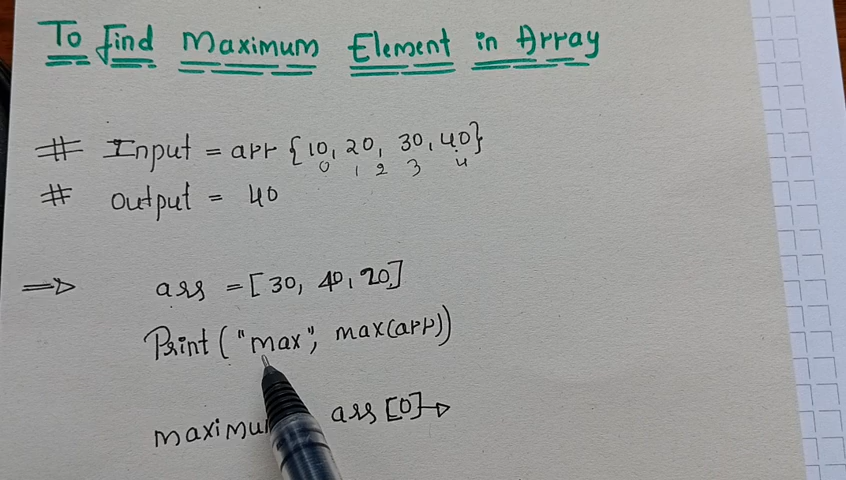 To find Maximum Element in Array
# Input = arr {10, 20, 30, 40}
0 1 2 3 4
# output = 40
⇒ arr = [30, 40, 20]
Print ("max", max(arr))
maximu arr [0]→